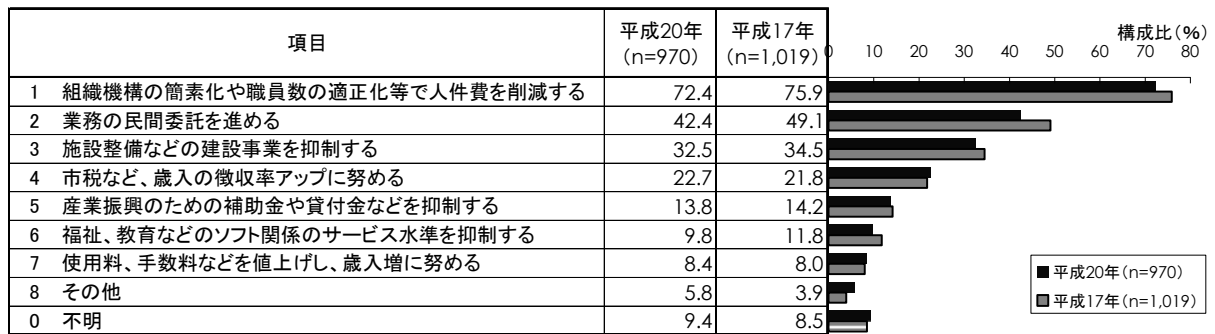 項目 平成20年 (n=970) 平成17年 (n=1,019) 構成比(%)
0 10 20 30 40 50 60 70 80
1 組織機構の簡素化や職員数の適正化等で人件費を削減する 72.4 75.9
2 業務の民間委託を進める 42.4 49.1
3 施設整備などの建設事業を抑制する 32.5 34.5
4 市税など、歳入の徴収率アップに努める 22.7 21.8
5 産業振興のための補助金や貸付金などを抑制する 13.8 14.2
6 福祉、教育などのソフト関係のサービス水準を抑制する 9.8 11.8
7 使用料、手数料などを値上げし、歳入増に努める 8.4 8.0
8 その他 5.8 3.9
0 不明 9.4 8.5
平成20年(n=970)
平成17年(n=1,019)